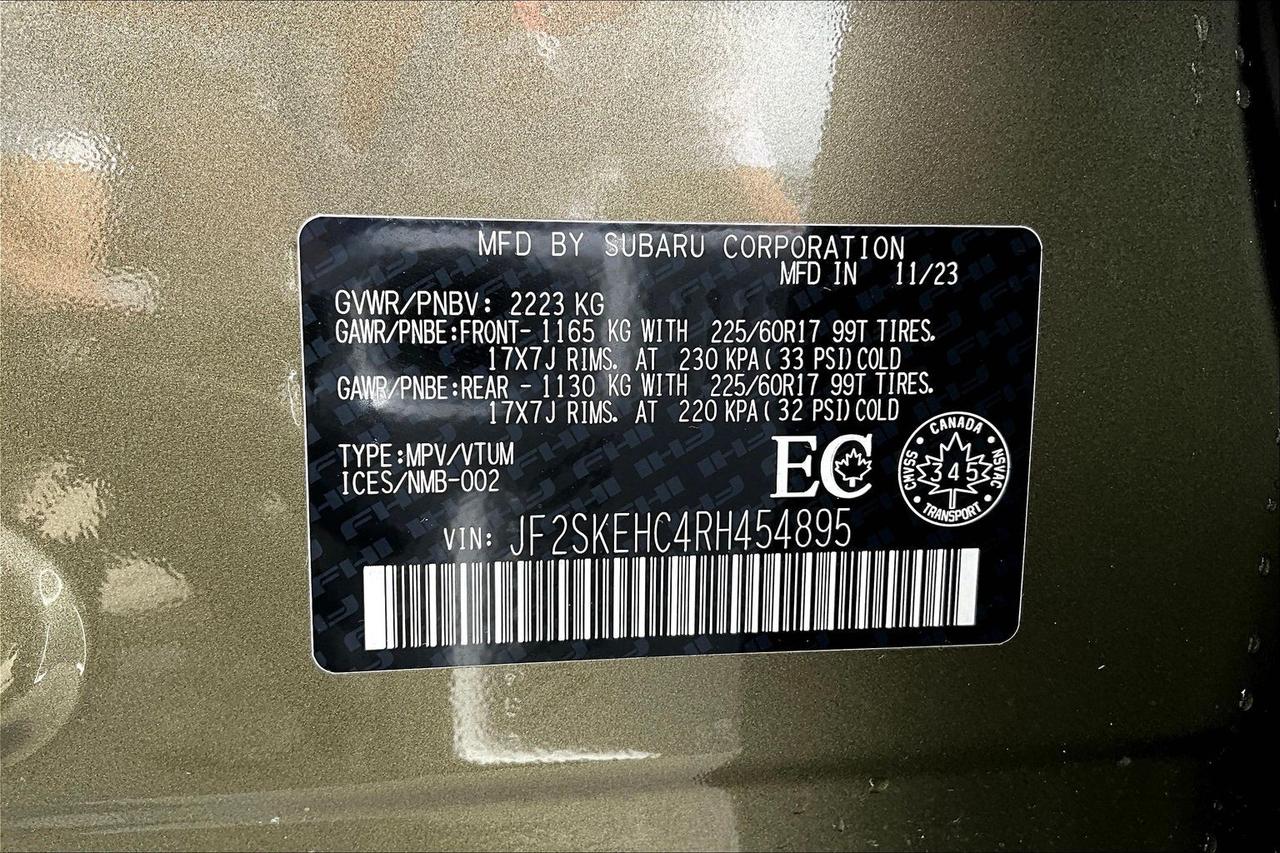 MFD BY SUBARU CORPORATION
MFD IN 11/23
GVWR/PNBV: 2223 KG
GAWR/PNBE:FRONT- 1165 KG WITH 225/60R17 99T TIRES.
17X7J RIMS. AT 230 KPA(33 PSI)COLD
GAWR/PNBE:REAR - 1130 KG WITH 225/60R17 99T TIRES.
17X7J RIMS. AT 220 KPA(32 PSI)COLD
TYPE:MPV/VTUM
ICES/NMB-002
EC
CANADA
CMVSS 345 NSVAC
TRANSPORT
VIN: JF2SKEHC4RH454895